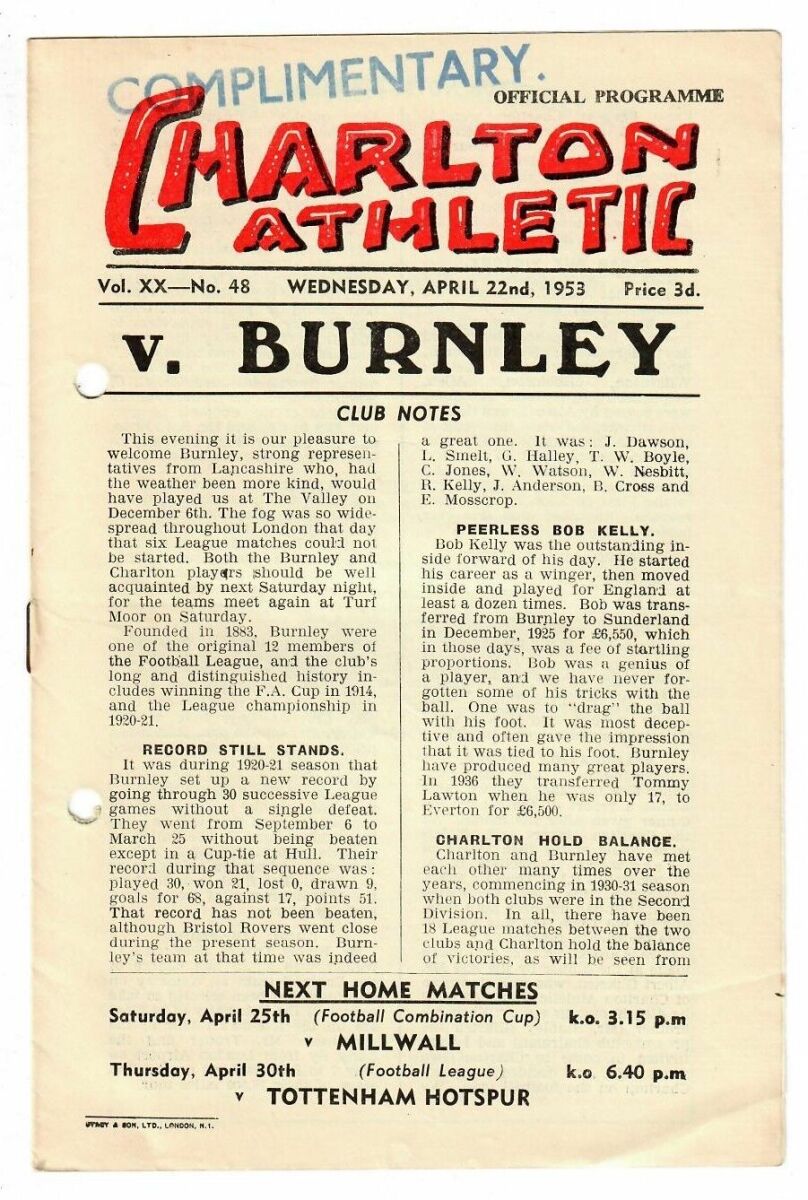 COMPLIMENTARY.
OFFICIAL PROGRAMME
CHARLTON
ATHLETIC
Vol. XX—No. 48 WEDNESDAY, APRIL 22nd, 1953 Price 3d.
v. BURNLEY
CLUB NOTES
This evening it is our pleasure to
welcome Burnley, strong represen-
tatives from Lancashire who, had
the weather been more kind, would
have played us at The Valley on
December 6th. The fog was so wide-
spread throughout London that day
that six League matches could not
be started. Both the Burnley and
Charlton players should be well
acquainted by next Saturday night,
for the teams meet again at Turf
Moor on Saturday.
Founded in 1883, Burnley were
one of the original 12 members of
the Football League, and the club's
long and distinguished history in-
cludes winning the F.A. Cup in 1914,
and the League championship in
1920-21.
RECORD STILL STANDS.
It was during 1920-21 season that
Burnley set up a new record by
going through 30 successive League
games without a single defeat.
They went from September 6 to
March 25 without being beaten
except in a Cup-tie at Hull. Their
record during that sequence was:
played 30, won 21, lost 0, drawn 9,
goals for 68, against 17, points 51.
That record has not been beaten,
although Bristol Rovers went close
during the present season. Burn-
ley's team at that time was indeed
a great one. It was: J. Dawson,
L. Smelt, G. Halley, T. W. Boyle,
C. Jones, W. Watson, W. Nesbitt,
R. Kelly, J. Anderson, B. Cross and
E. Mosscrop.
PEERLESS BOB KELLY.
Bob Kelly was the outstanding in-
side forward of his day. He started
his career as a winger, then moved
inside and played for England at
least a dozen times. Bob was trans-
ferred from Burnley to Sunderland
in December, 1925 for £6,550, which
in those days, was a fee of startling
proportions. Bob was a genius of
a player, and we have never for-
gotten some of his tricks with the
ball. One was to "drag" the ball
with his foot. It was most decep-
tive and often gave the impression
that it was tied to his foot. Burnley
have produced many great players.
In 1936 they transferred Tommy
Lawton when he was only 17, to
Everton for £6,500.
CHARLTON HOLD BALANCE.
Charlton and Burnley have met
each other many times over the
years, commencing in 1930-31 season
when both clubs were in the Second
Division. In all, there have been
18 League matches between the two
clubs and Charlton hold the balance
of victories, as will be seen from
NEXT HOME MATCHES
Saturday, April 25th (Football Combination Cup) k.o. 3.15 p.m
v MILLWALL
Thursday, April 30th (Football League) k.o 6.40 p.m
v TOTTENHAM HOTSPUR
& SON, LTD., LONDON, N.1.